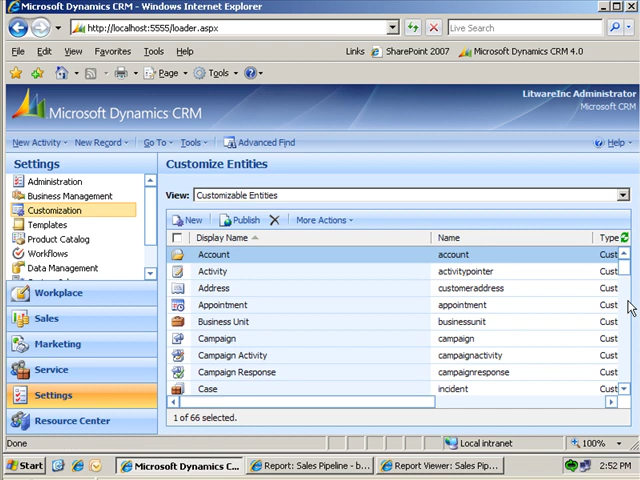 Microsoft Dynamics CRM - Windows Internet Explorer
http://localhost:5555/loader.aspx
Live Search
File Edit View Favorites Tools Links SharePoint 2007 Microsoft Dynamics CRM 4.0
Page Tools
Microsoft Dynamics CRM
LitwareInc Administrator
Microsoft CRM
New Activity New Record Go To Tools Advanced Find Help
Settings
Administration
Business Management
Customization
Templates
Product Catalog
Workflows
Data Management
Workplace
Sales
Marketing
Service
Settings
Resource Center
Customize Entities
View: Customizable Entities
New Publish More Actions
Display Name Name Type
Account account Cust
Activity activitypointer Cust
Address customeraddress Cust
Appointment appointment Cust
Business Unit businessunit Cust
Campaign campaign Cust
Campaign Activity campaignactivity Cust
Campaign Response campaignresponse Cust
Case incident Cust
1 of 66 selected.
Done Local intranet 100%
Start Microsoft Dynamics C... Report: Sales Pipeline - b... Report Viewer: Sales Pip... 2:52 PM